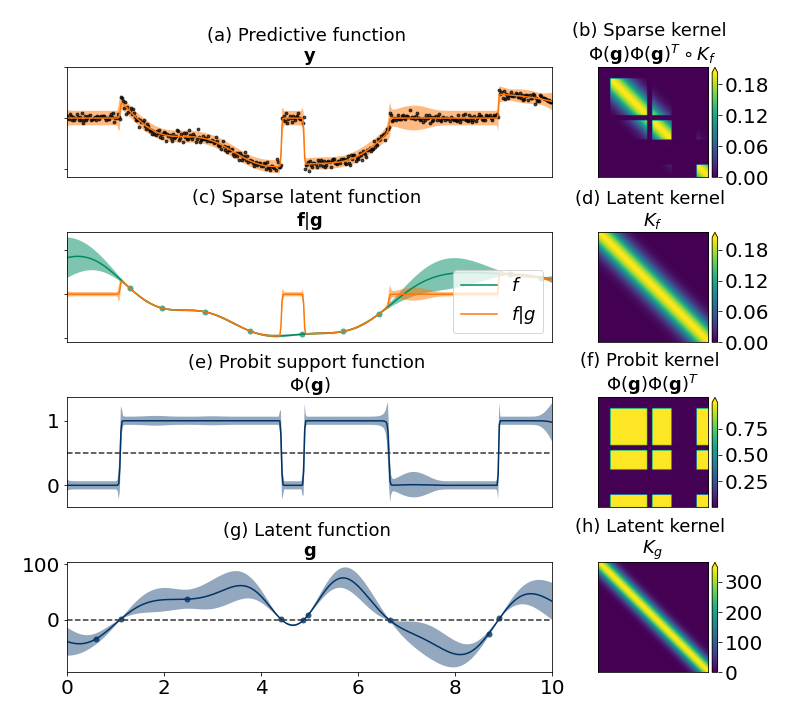 (a) Predictive function
y
(b) Sparse kernel
Φ(g)Φ(g)^T ∘ K_f
0.18
0.12
0.06
0.00
(c) Sparse latent function
f|g
f
f|g
(d) Latent kernel
K_f
0.18
0.12
0.06
0.00
(e) Probit support function
Φ(g)
1
0
(f) Probit kernel
Φ(g)Φ(g)^T
0.75
0.50
0.25
(g) Latent function
g
100
0
0 2 4 6 8 10
(h) Latent kernel
K_g
300
200
100
0